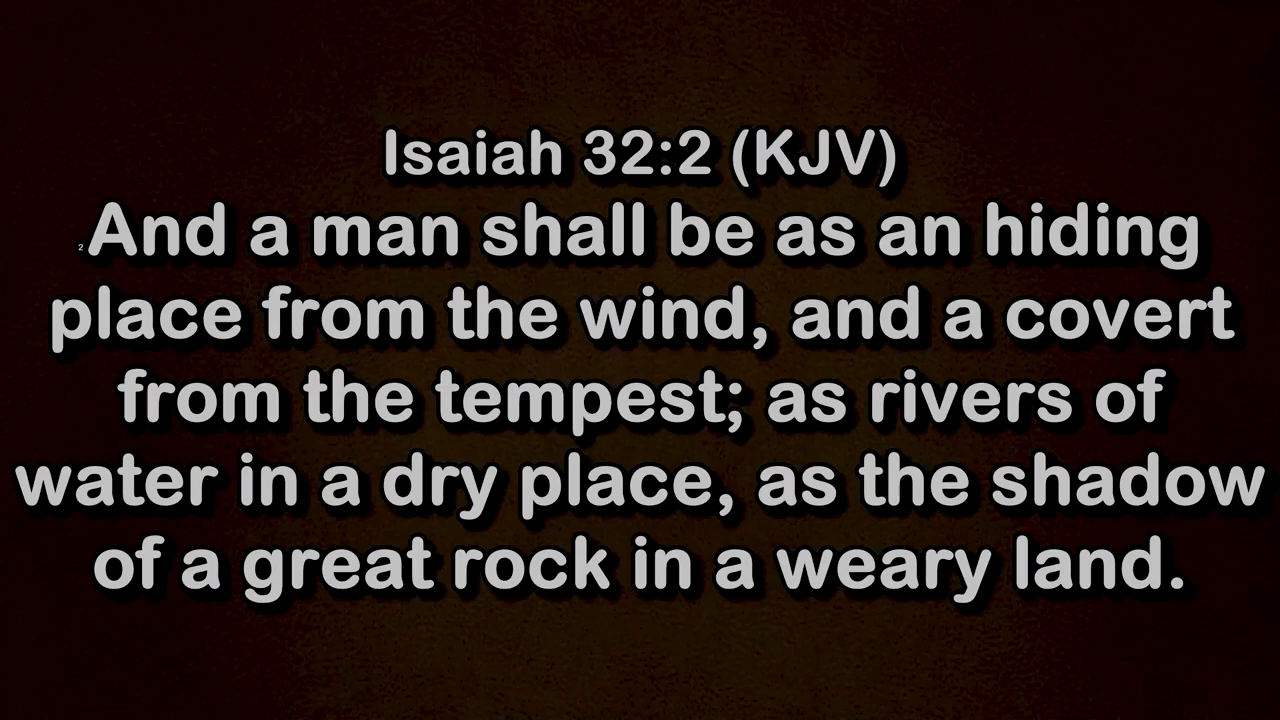 Isaiah 32:2 (KJV)
2 And a man shall be as an hiding
place from the wind, and a covert
from the tempest; as rivers of
water in a dry place, as the shadow
of a great rock in a weary land.